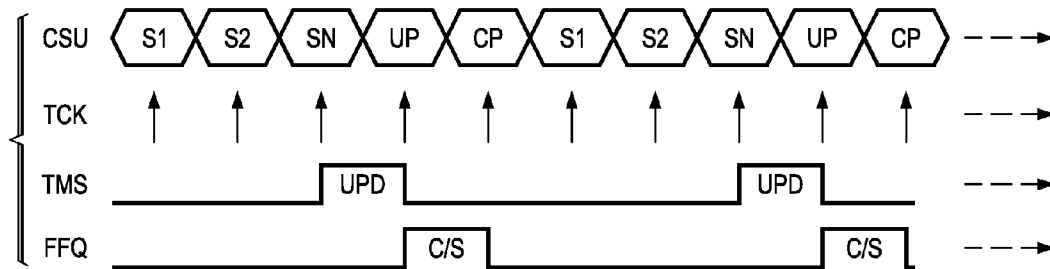 CSU S1 S2 SN UP CP S1 S2 SN UP CP
TCK
TMS UPD UPD
FFQ C/S C/S